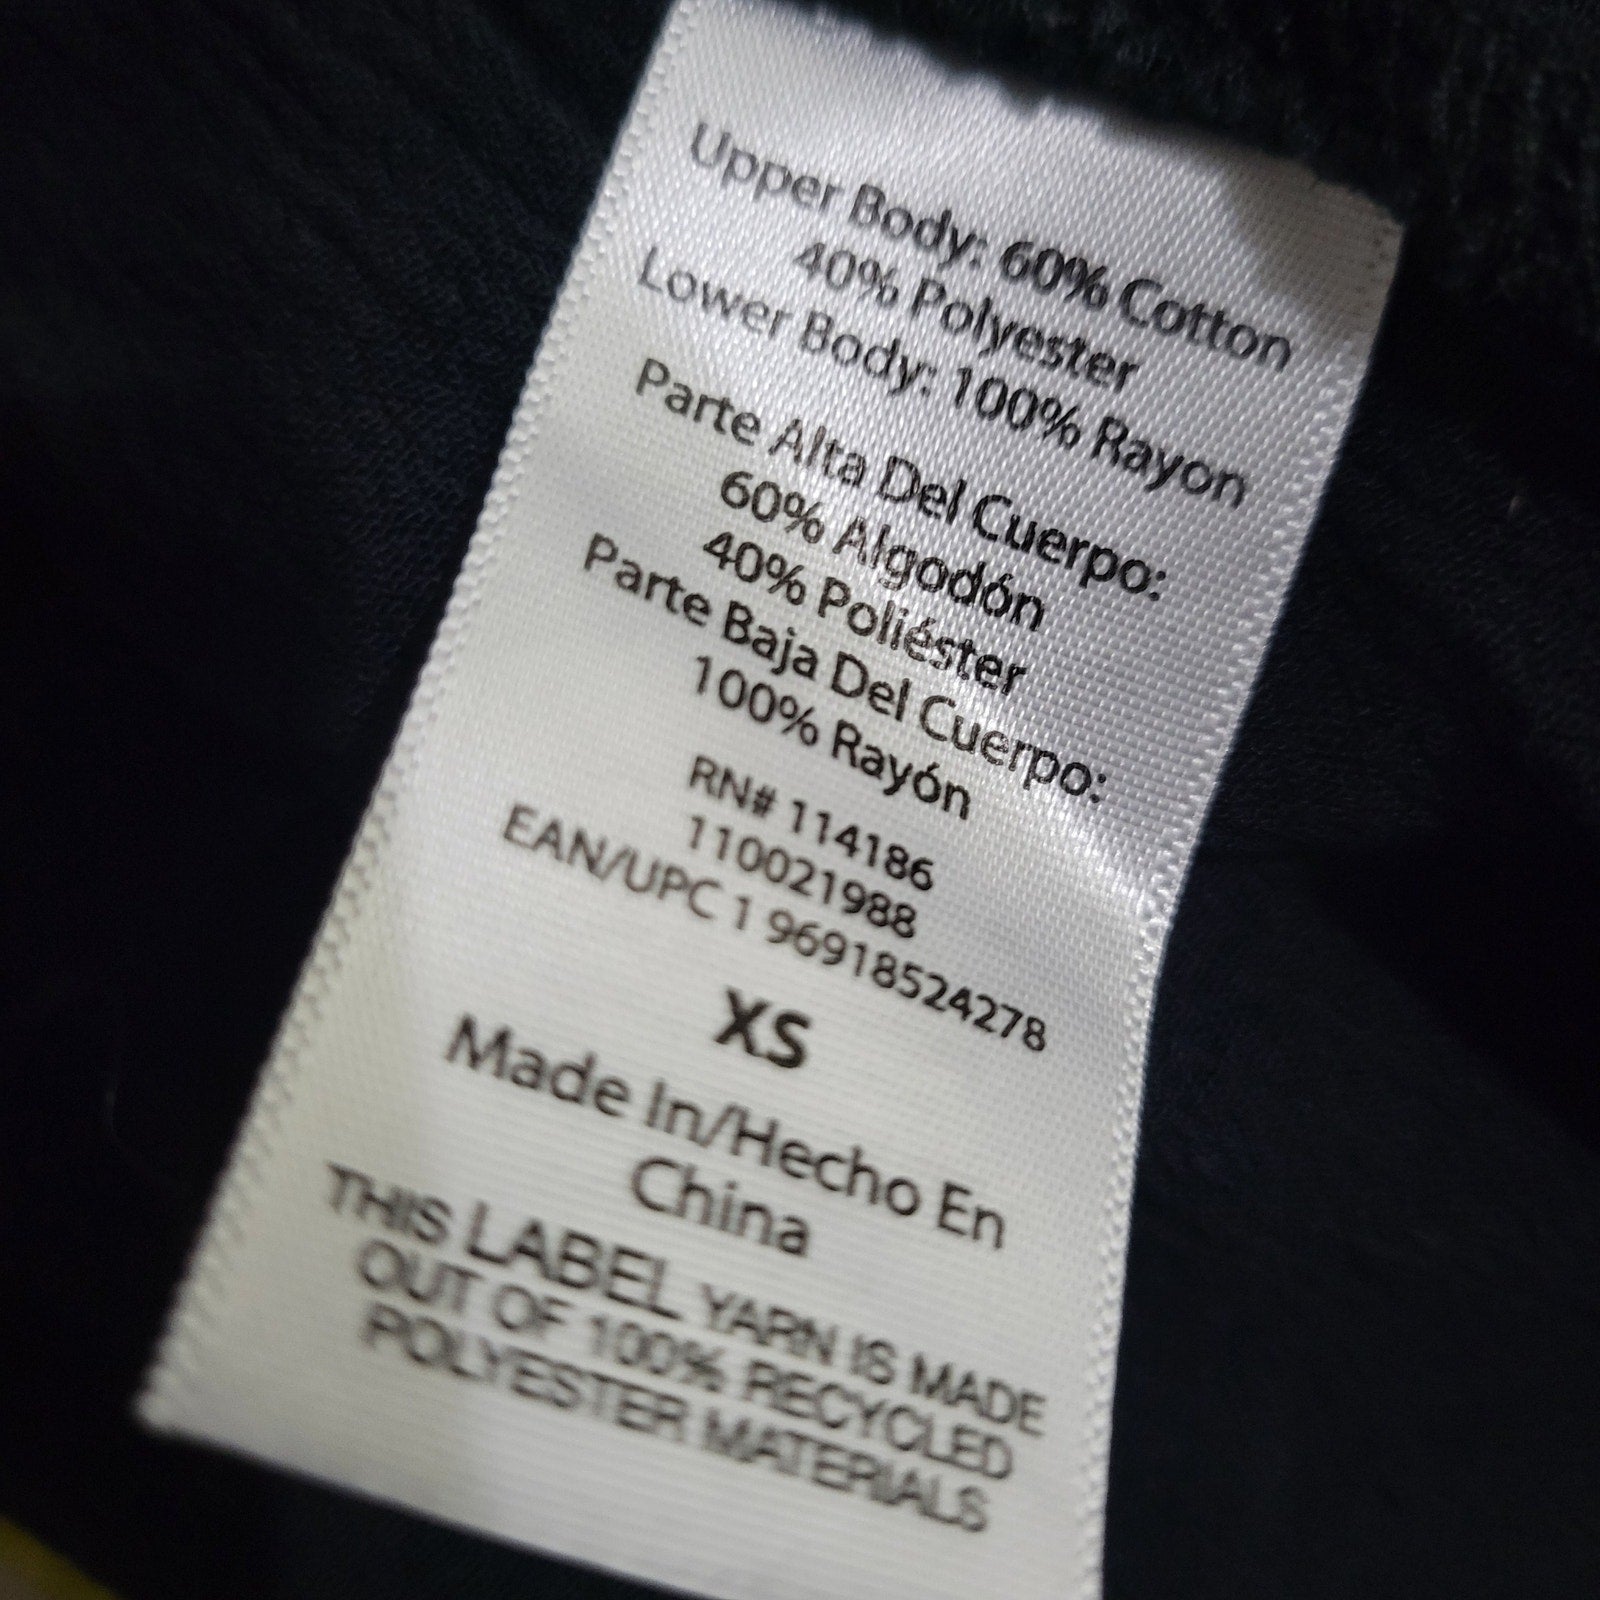 Upper Body: 60% Cotton
40% Polyester
Lower Body: 100% Rayon
Parte Alta Del Cuerpo:
60% Algodón
40% Poliéster
Parte Baja Del Cuerpo:
100% Rayón
RN# 114186
110021988
EAN/UPC 1 96918524278
XS
Made In/Hecho En
China
THIS LABEL YARN IS MADE
OUT OF 100% RECYCLED
POLYESTER MATERIALS